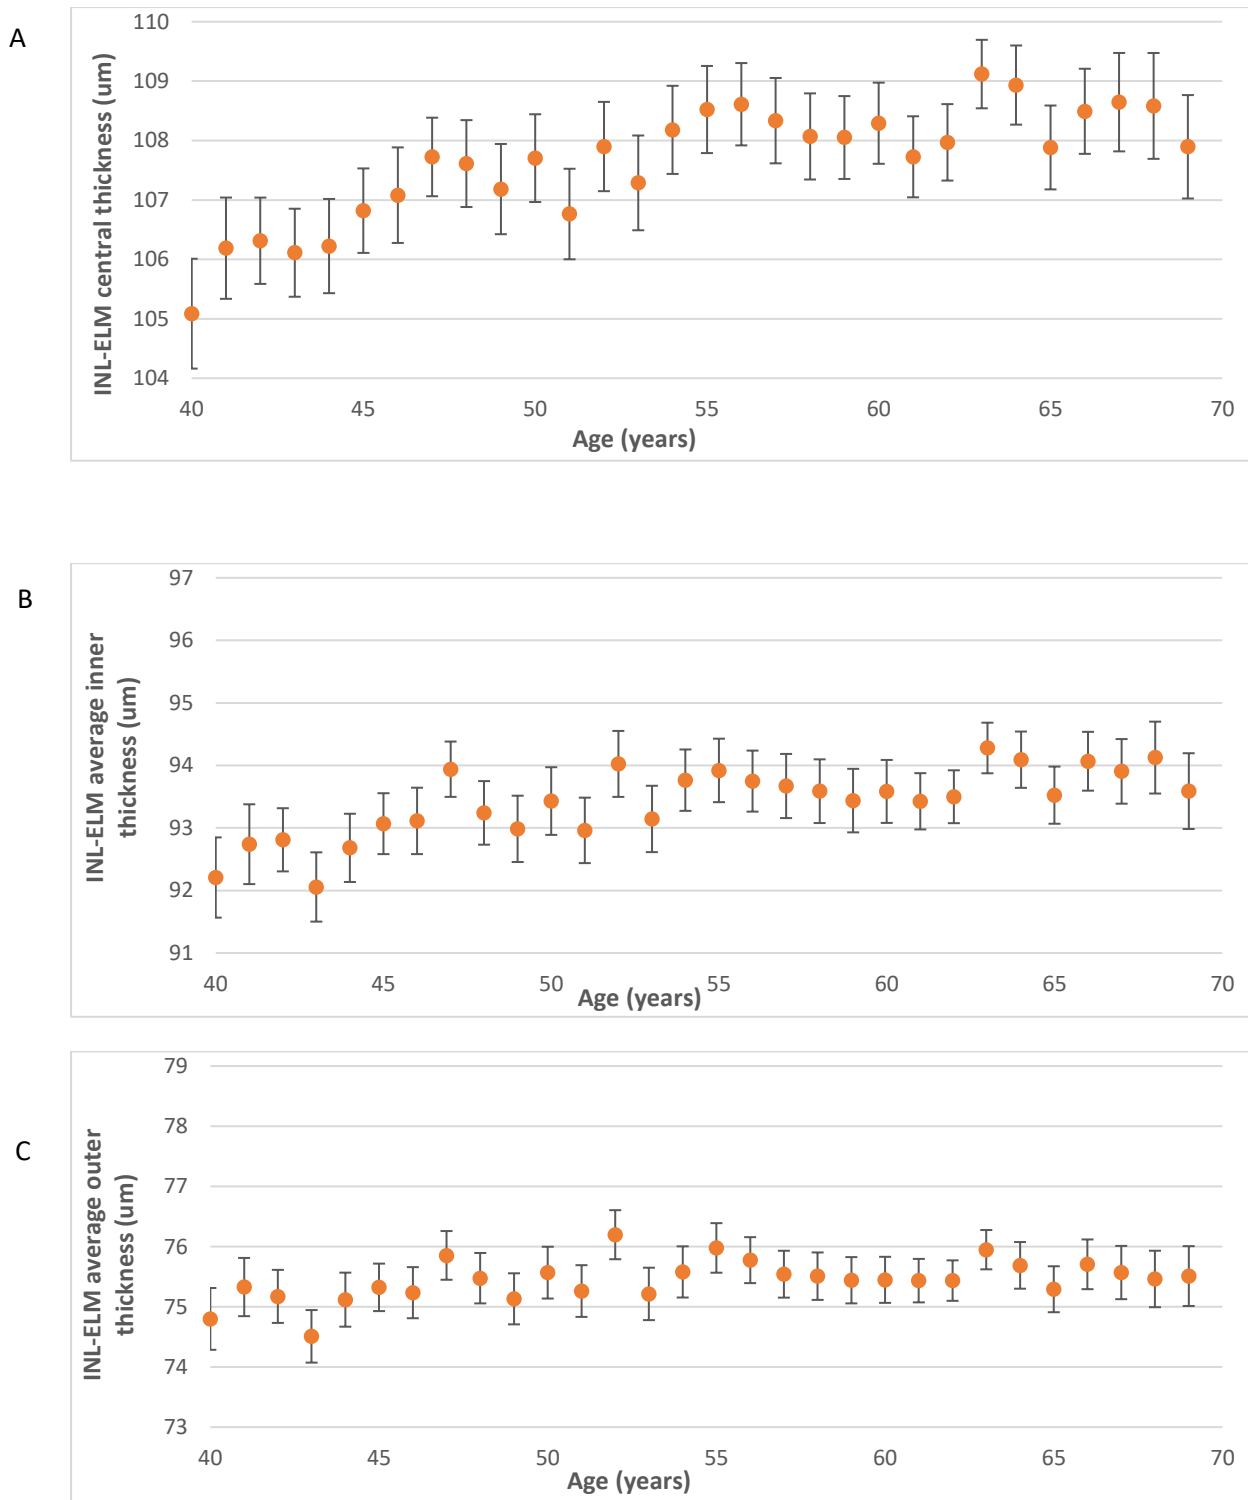 A
INL-ELM central thickness (um)
110
109
108
107
106
105
104
40 45 50 55 60 65 70
Age (years)
B
INL-ELM average inner
thickness (um)
97
96
95
94
93
92
91
40 45 50 55 60 65 70
Age (years)
C
INL-ELM average outer
thickness (um)
79
78
77
76
75
74
73
40 45 50 55 60 65 70
Age (years)